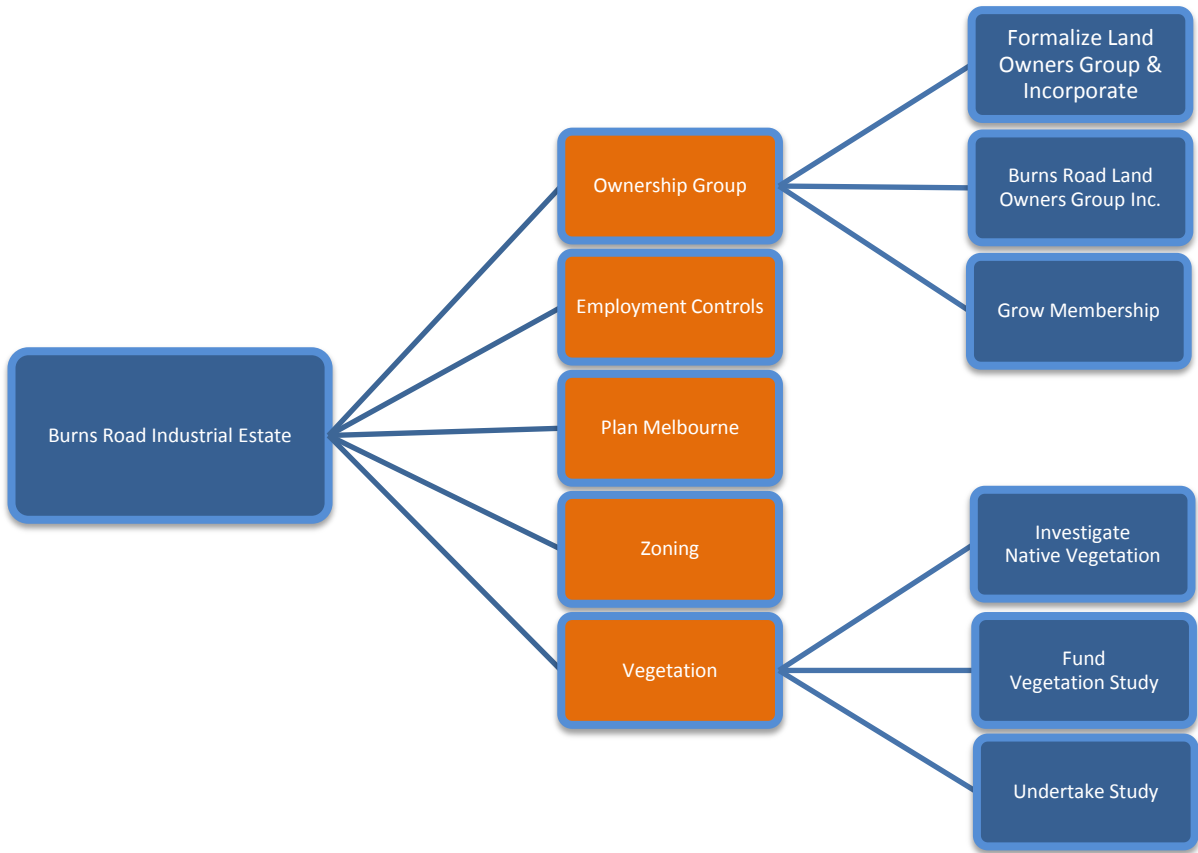 Burns Road Industrial Estate
Ownership Group
Employment Controls
Plan Melbourne
Zoning
Vegetation
Formalize Land
Owners Group &
Incorporate
Burns Road Land
Owners Group Inc.
Grow Membership
Investigate
Native Vegetation
Fund
Vegetation Study
Undertake Study